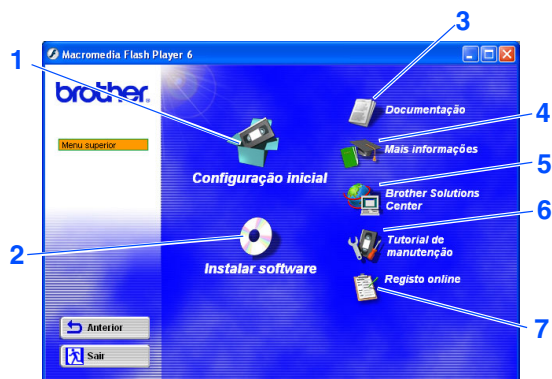 Macromedia Flash Player 6
brother.
Menu superior
Anterior
Sair
1
Configuração inicial
2
Instalar software
3
Documentação
4
Mais informações
5
Brother Solutions
Center
6
Tutorial de
manutenção
Registo online
7